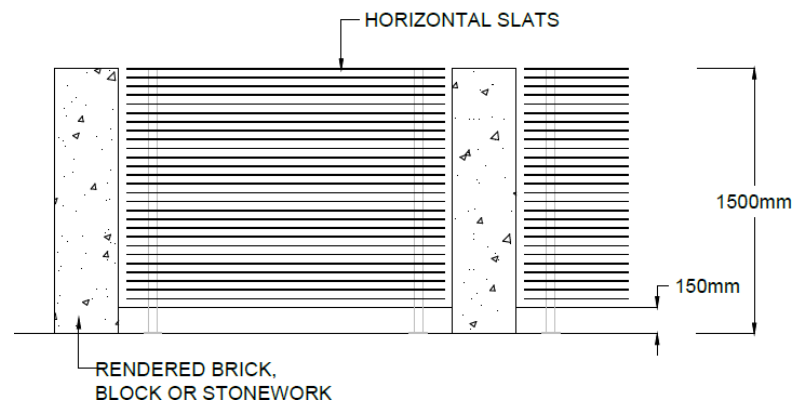 HORIZONTAL SLATS
1500mm
150mm
RENDERED BRICK,
BLOCK OR STONEWORK